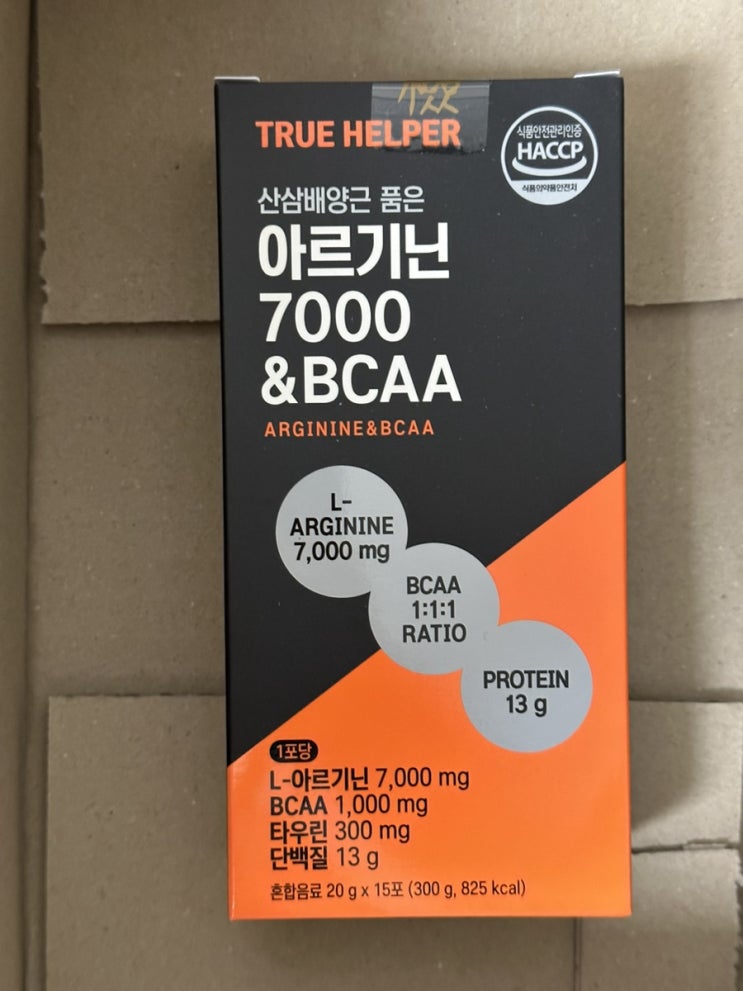 TRUE HELPER
식품안전관리인증
HACCP
식품의약품안전처
산삼배양근 품은
아르기닌
7000
&BCAA
ARGININE&BCAA
L-
ARGININE
7,000 mg
BCAA
1:1:1
RATIO
PROTEIN
13 g
1포당
L-아르기닌 7,000 mg
BCAA 1,000 mg
타우린 300 mg
단백질 13 g
혼합음료 20 g x 15포 (300 g, 825 kcal)